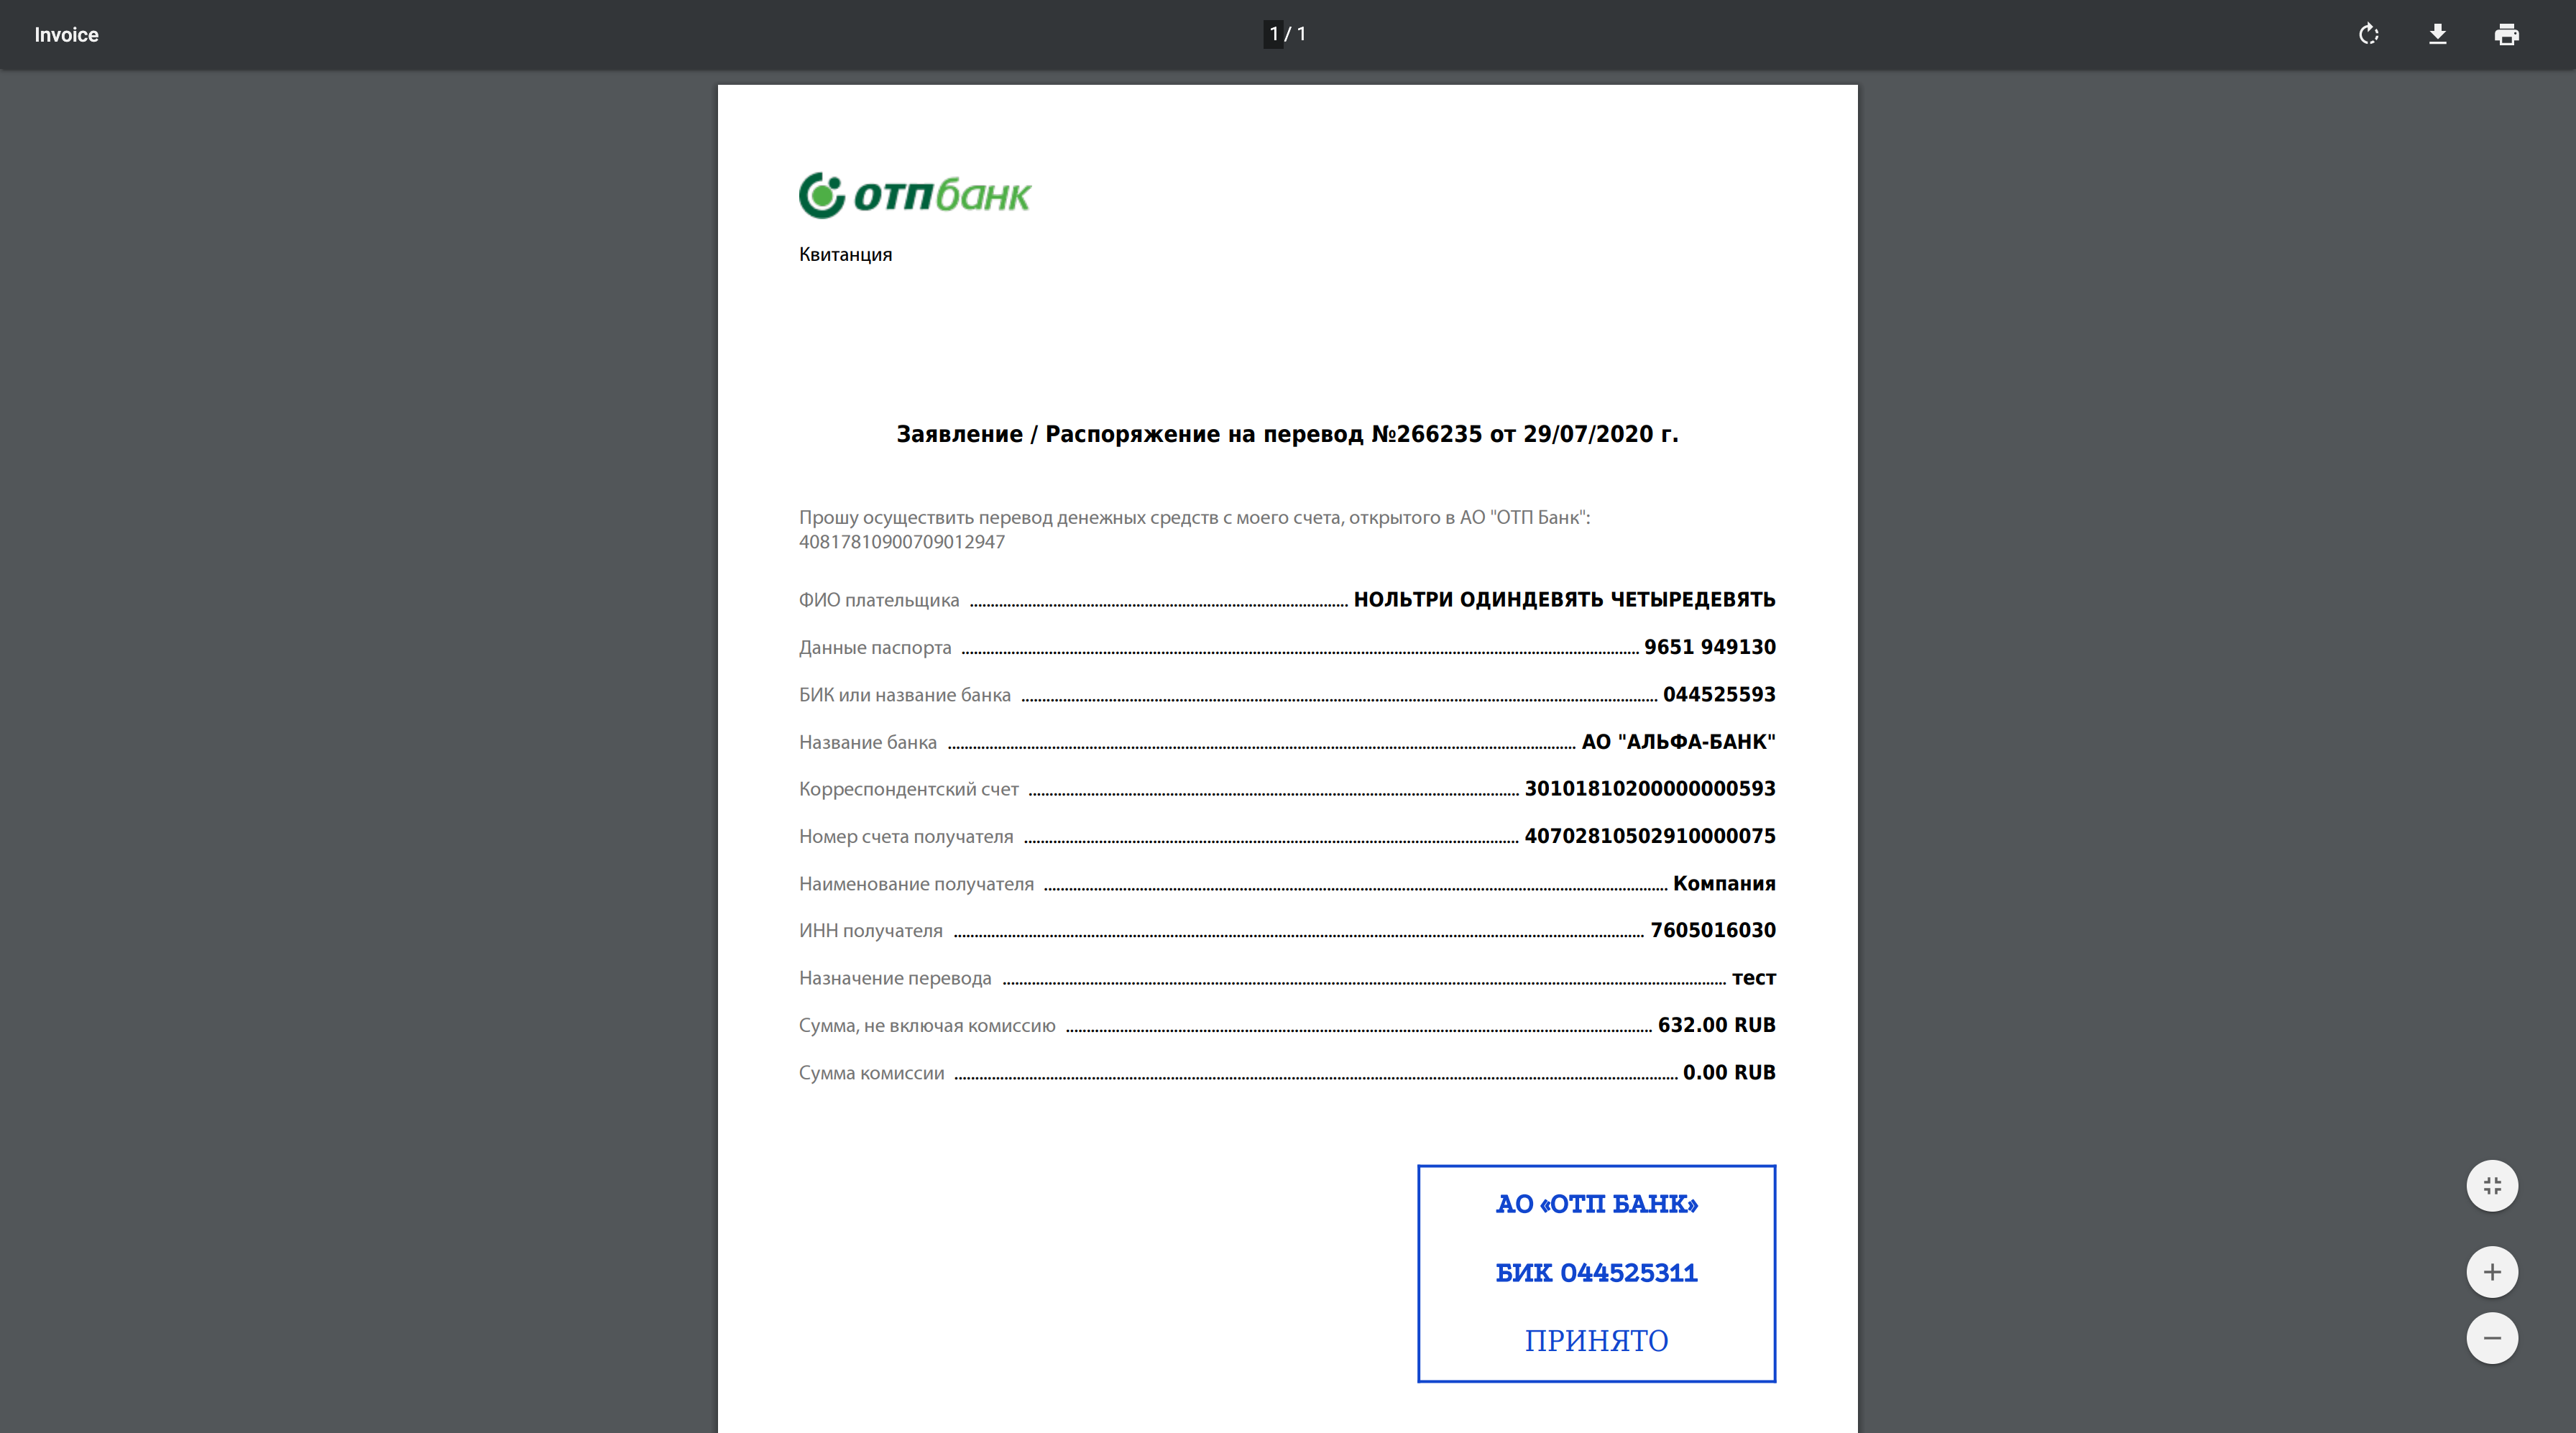 Invoice
1 / 1
отпбанк
Квитанция
Заявление / Распоряжение на перевод №266235 от 29/07/2020 г.
Прошу осуществить перевод денежных средств с моего счета, открытого в АО "ОТП Банк":
40817810900709012947
ФИО плательщика НОЛЬТРИ ОДИНДЕВЯТЬ ЧЕТЫРЕДЕВЯТЬ
Данные паспорта 9651 949130
БИК или название банка 044525593
Название банка АО "АЛЬФА-БАНК"
Корреспондентский счет 30101810200000000593
Номер счета получателя 40702810502910000075
Наименование получателя Компания
ИНН получателя 7605016030
Назначение перевода тест
Сумма, не включая комиссию 632.00 RUB
Сумма комиссии 0.00 RUB
АО «ОТП БАНК»
БИК 044525311
ПРИНЯТО